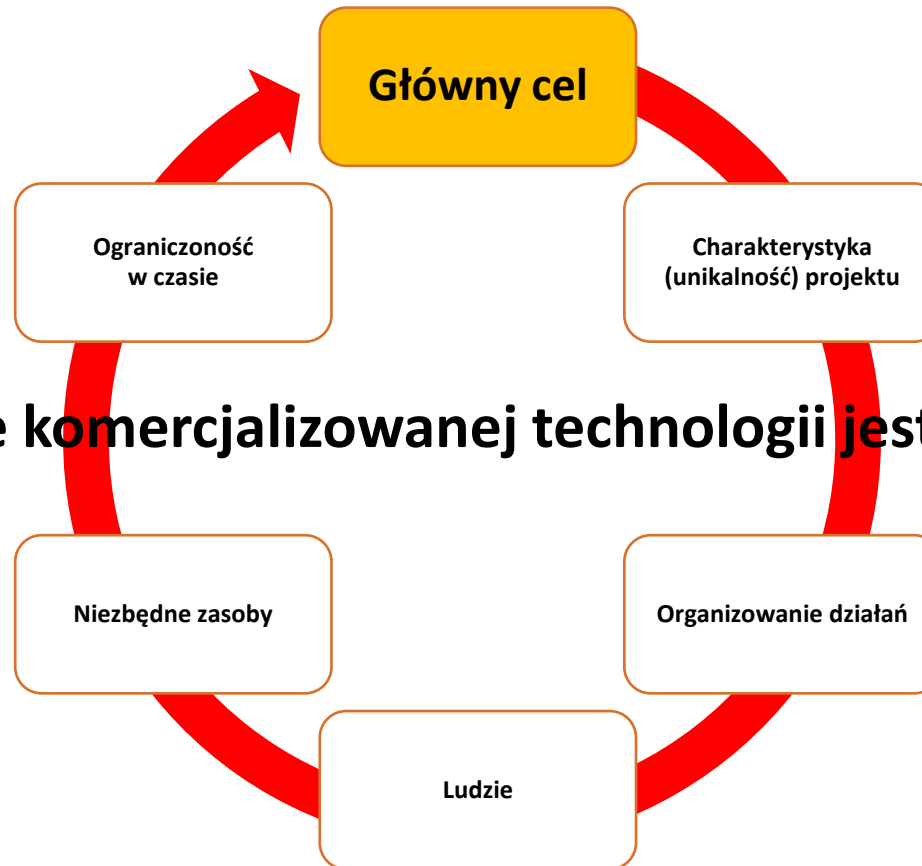 Główny cel
Ograniczoność
w czasie
Charakterystyka
(unikalność) projektu
e komercjalizowanej technologii jest
Niezbędne zasoby
Organizowanie działań
Ludzie